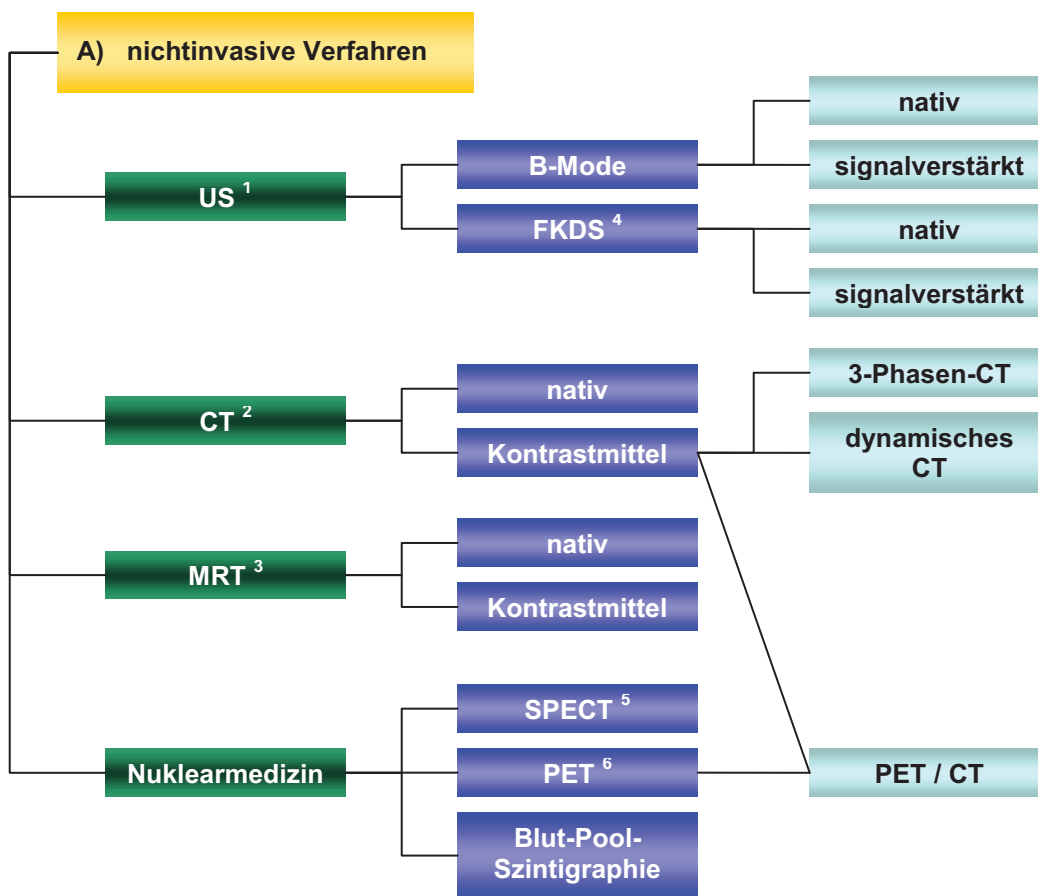 A) nichtinvasive Verfahren
US 1
B-Mode
nativ
signalverstärkt
FKDS 4
nativ
signalverstärkt
CT 2
nativ
Kontrastmittel
3-Phasen-CT
dynamisches
CT
MRT 3
nativ
Kontrastmittel
Nuklearmedizin
SPECT 5
PET 6
PET / CT
Blut-Pool-
Szintigraphie